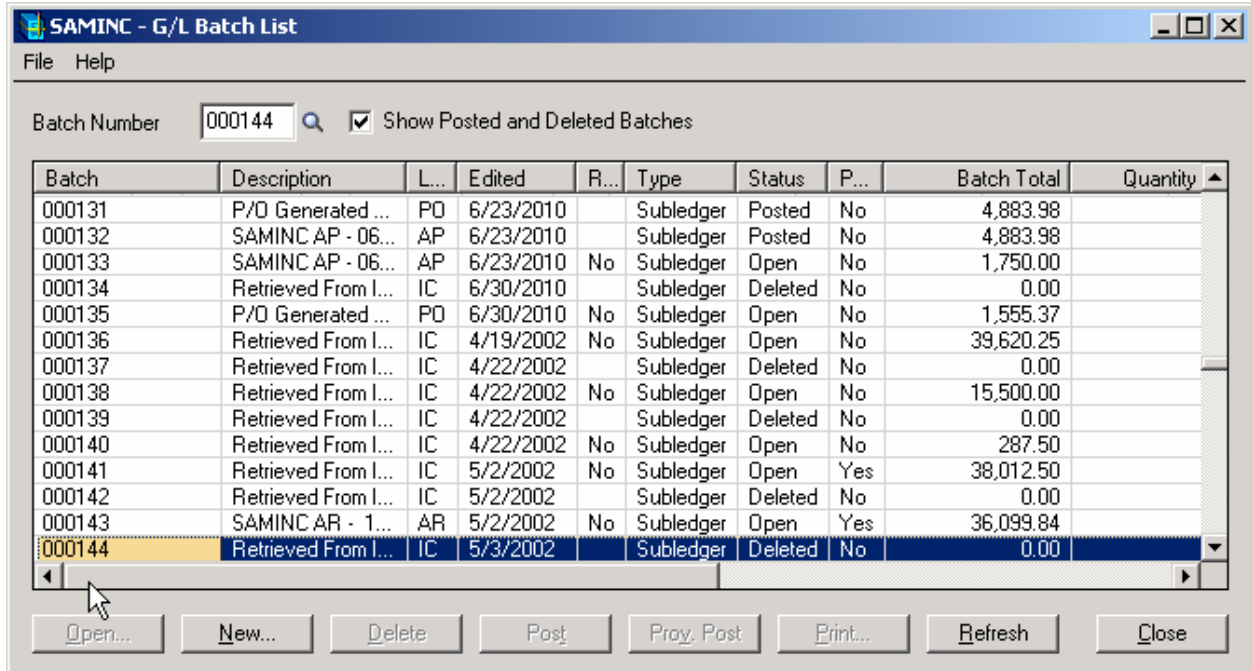 SAMINC - G/L Batch List
File Help
Batch Number 000144 Show Posted and Deleted Batches
Batch Description L... Edited R... Type Status P... Batch Total Quantity
000131 P/O Generated ... PO 6/23/2010 Subledger Posted No 4,883.98
000132 SAMINC AP - 06... AP 6/23/2010 Subledger Posted No 4,883.98
000133 SAMINC AP - 06... AP 6/23/2010 No Subledger Open No 1,750.00
000134 Retrieved From I... IC 6/30/2010 Subledger Deleted No 0.00
000135 P/O Generated ... PO 6/30/2010 No Subledger Open No 1,555.37
000136 Retrieved From I... IC 4/19/2002 No Subledger Open No 39,620.25
000137 Retrieved From I... IC 4/22/2002 Subledger Deleted No 0.00
000138 Retrieved From I... IC 4/22/2002 No Subledger Open No 15,500.00
000139 Retrieved From I... IC 4/22/2002 Subledger Deleted No 0.00
000140 Retrieved From I... IC 4/22/2002 No Subledger Open No 287.50
000141 Retrieved From I... IC 5/2/2002 No Subledger Open Yes 38,012.50
000142 Retrieved From I... IC 5/2/2002 Subledger Deleted No 0.00
000143 SAMINC AR - 1... AR 5/2/2002 No Subledger Open Yes 36,099.84
000144 Retrieved From I... IC 5/3/2002 Subledger Deleted No 0.00
Open... New... Delete Post Prov. Post Print... Refresh Close